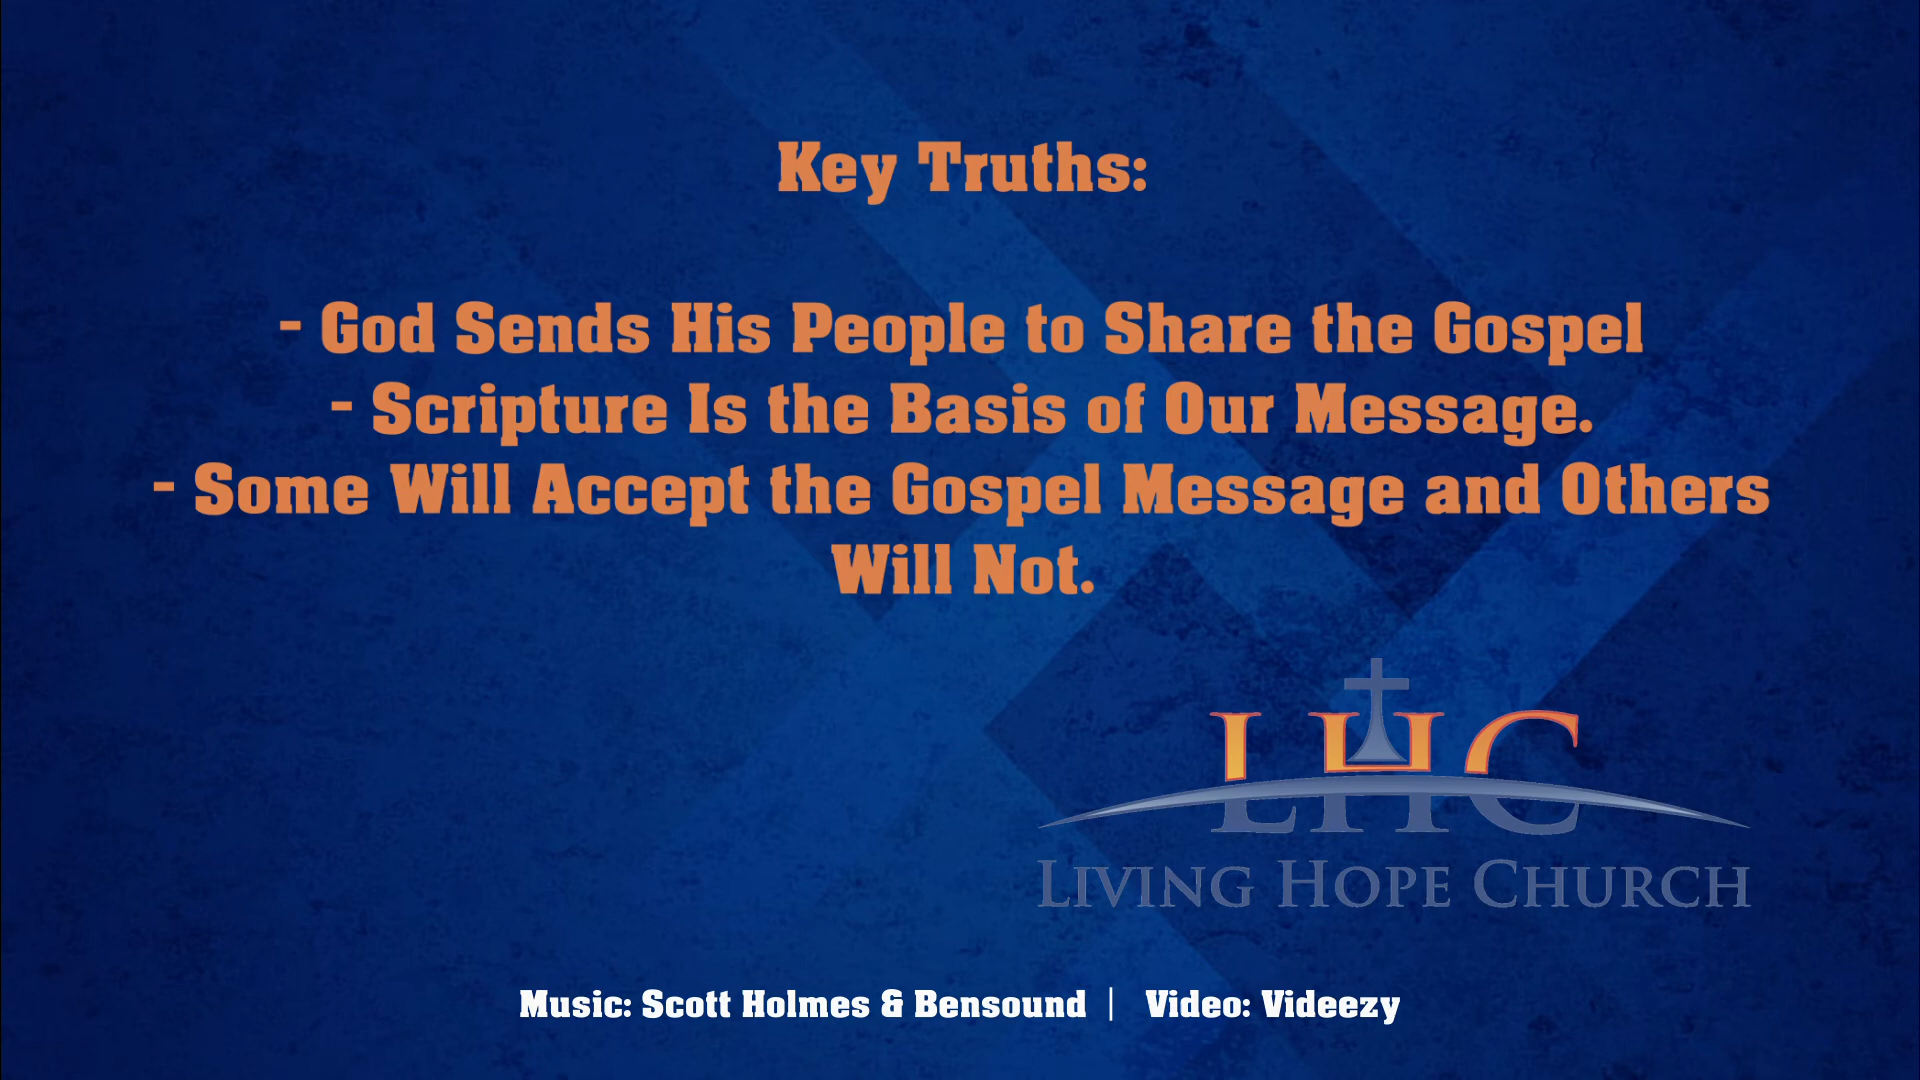 Key Truths:
- God Sends His People to Share the Gospel
- Scripture Is the Basis of Our Message.
- Some Will Accept the Gospel Message and Others
Will Not.
LHC
Living Hope Church
Music: Scott Holmes & Bensound | Video: Videezy